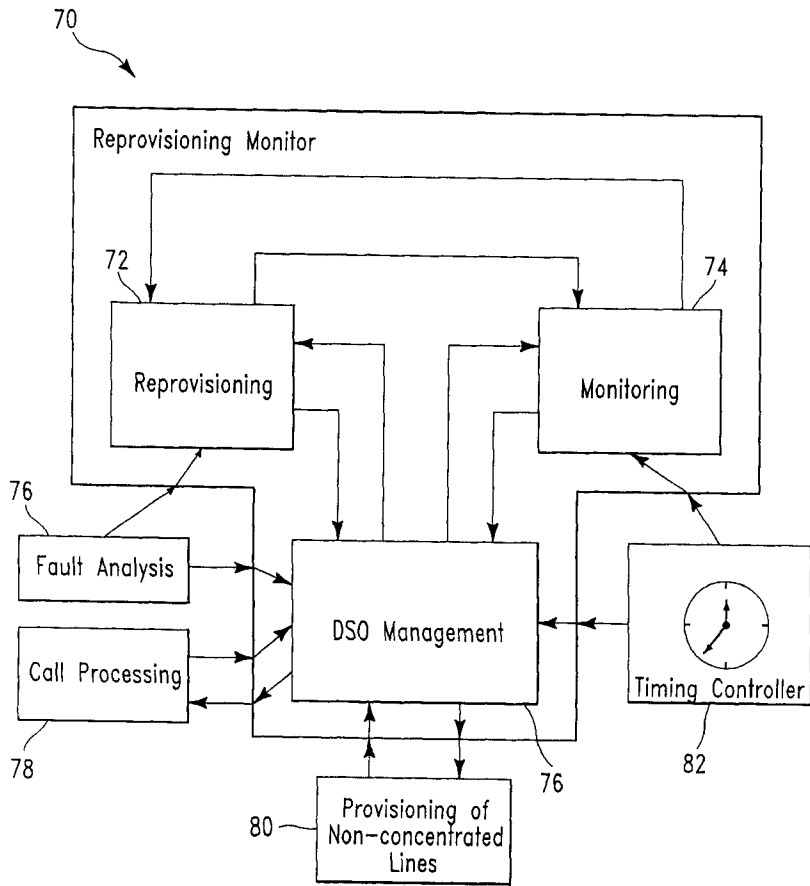 70
Reprovisioning Monitor
72
74
Reprovisioning
Monitoring
76
Fault Analysis
DSO Management
Call Processing
Timing Controller
78
76
82
80
Provisioning of
Non-concentrated
Lines